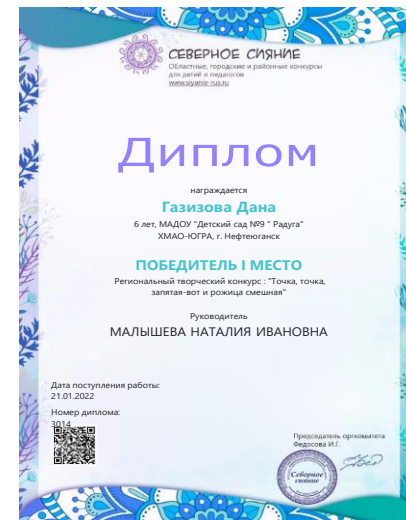 СЕВЕРНОЕ СИЯНИЕ
Областные, городские и районные конкурсы
для детей и педагогов
www.siyanie-rus.ru
Диплом
награждается
Газизова Дана
6 лет, МАДОУ "Детский сад №9 " Радуга"
ХМАО-ЮГРА, г. Нефтеюганск
ПОБЕДИТЕЛЬ I МЕСТО
Региональный творческий конкурс : "Точка, точка,
запятая-вот и рожица смешная"
Руководитель
МАЛЫШЕВА НАТАЛИЯ ИВАНОВНА
Дата поступления работы:
21.01.2022
Номер диплома:
3014
Председатель оргкомитета
Федосова И.Г.
Северное
сияние